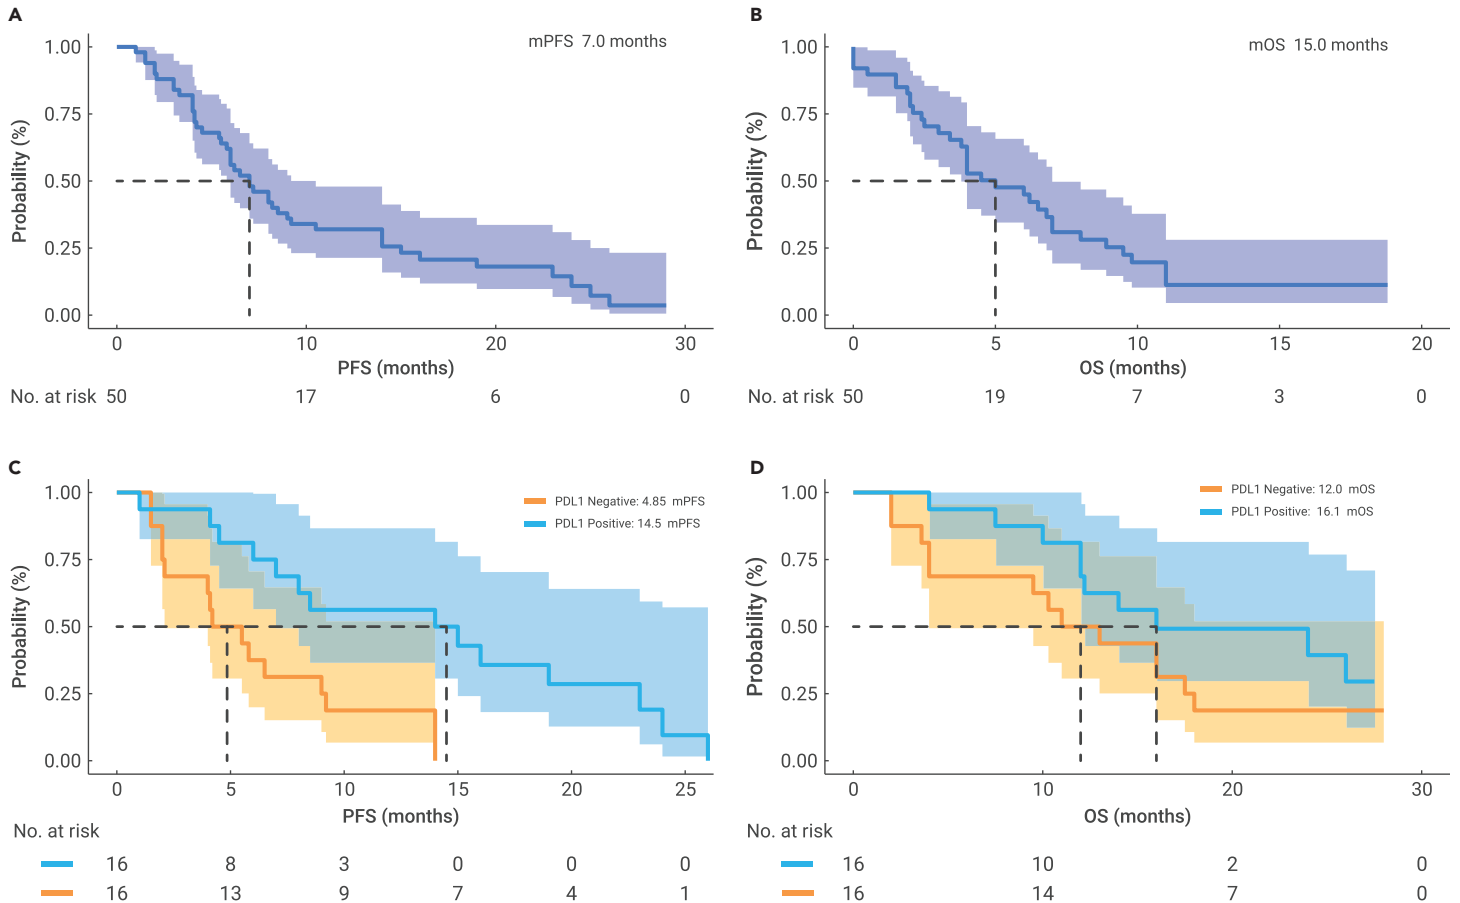 A
mPFS 7.0 months
1.00
0.75
0.50
0.25
0.00
Probability (%)
0 10 20 30
PFS (months)
No. at risk 50 17 6 0
B
mOS 15.0 months
1.00
0.75
0.50
0.25
0.00
Probability (%)
0 5 10 15 20
OS (months)
No. at risk 50 19 7 3 0
C
PDL1 Negative: 4.85 mPFS
PDL1 Positive: 14.5 mPFS
1.00
0.75
0.50
0.25
0.00
Probability (%)
0 5 10 15 20 25
PFS (months)
No. at risk
16 8 3 0 0 0
16 13 9 7 4 1
D
PDL1 Negative: 12.0 mOS
PDL1 Positive: 16.1 mOS
1.00
0.75
0.50
0.25
0.00
Probability (%)
0 10 20 30
OS (months)
No. at risk
16 10 2 0
16 14 7 0